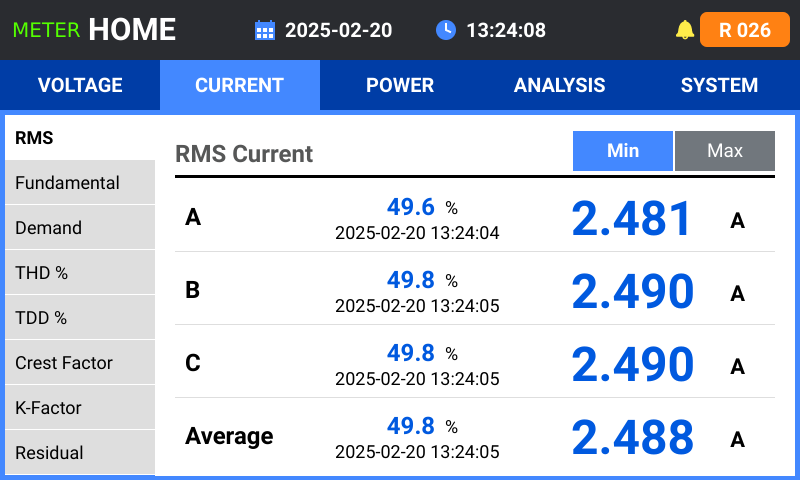 METER HOME 2025-02-20 13:24:08 R 026
VOLTAGE CURRENT POWER ANALYSIS SYSTEM
RMS
Fundamental
Demand
THD %
TDD %
Crest Factor
K-Factor
Residual
RMS Current Min Max
A 49.6 % 2.481 A
2025-02-20 13:24:04
B 49.8 % 2.490 A
2025-02-20 13:24:05
C 49.8 % 2.490 A
2025-02-20 13:24:05
Average 49.8 % 2.488 A
2025-02-20 13:24:05